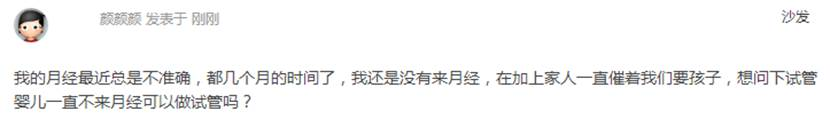 颜颜颜 发表于 刚刚 沙发
我的月经最近总是不准确，都几个月的时间了，我还是没有来月经，在加上家人一直催着我们要孩子，想问下试管
婴儿一直不来月经可以做试管吗？